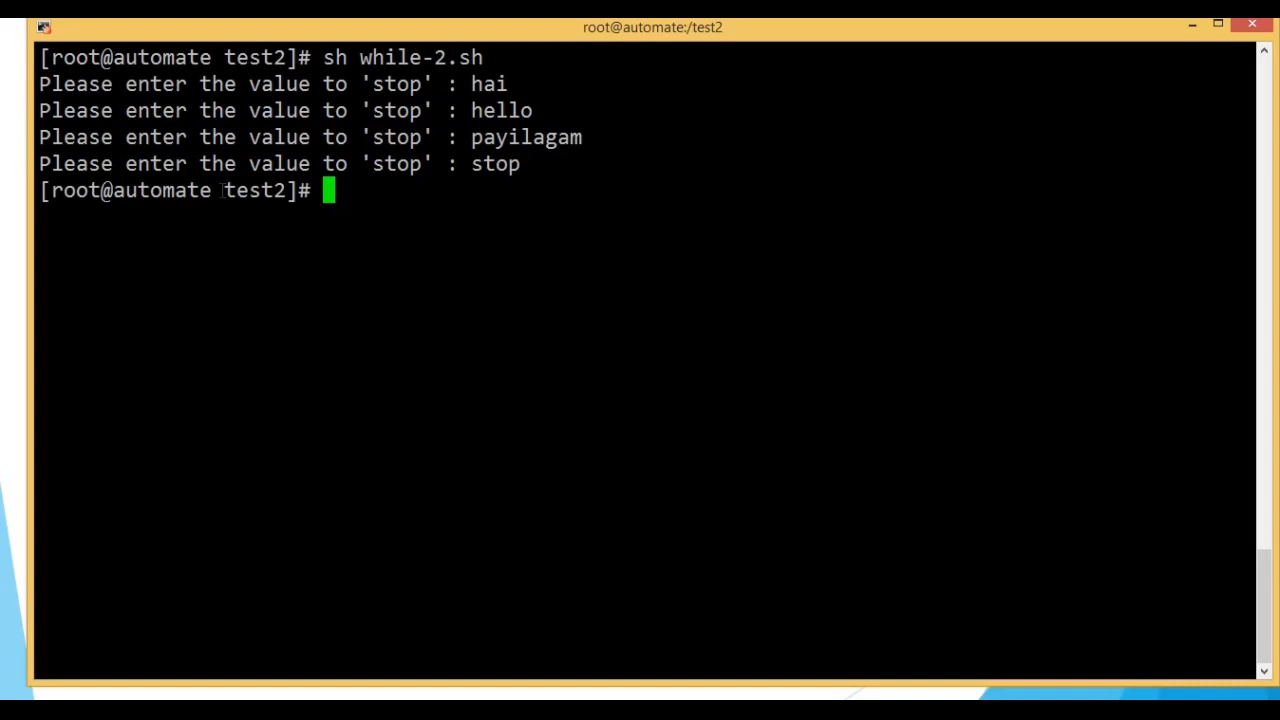 root@automate:/test2
[root@automate test2]# sh while-2.sh
Please enter the value to 'stop' : hai
Please enter the value to 'stop' : hello
Please enter the value to 'stop' : payilagam
Please enter the value to 'stop' : stop
[root@automate test2]#